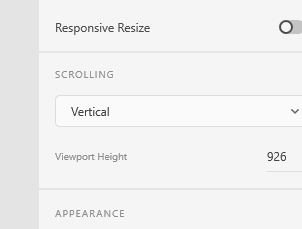 Responsive Resize
SCROLLING
Vertical
Viewport Height 926
APPEARANCE